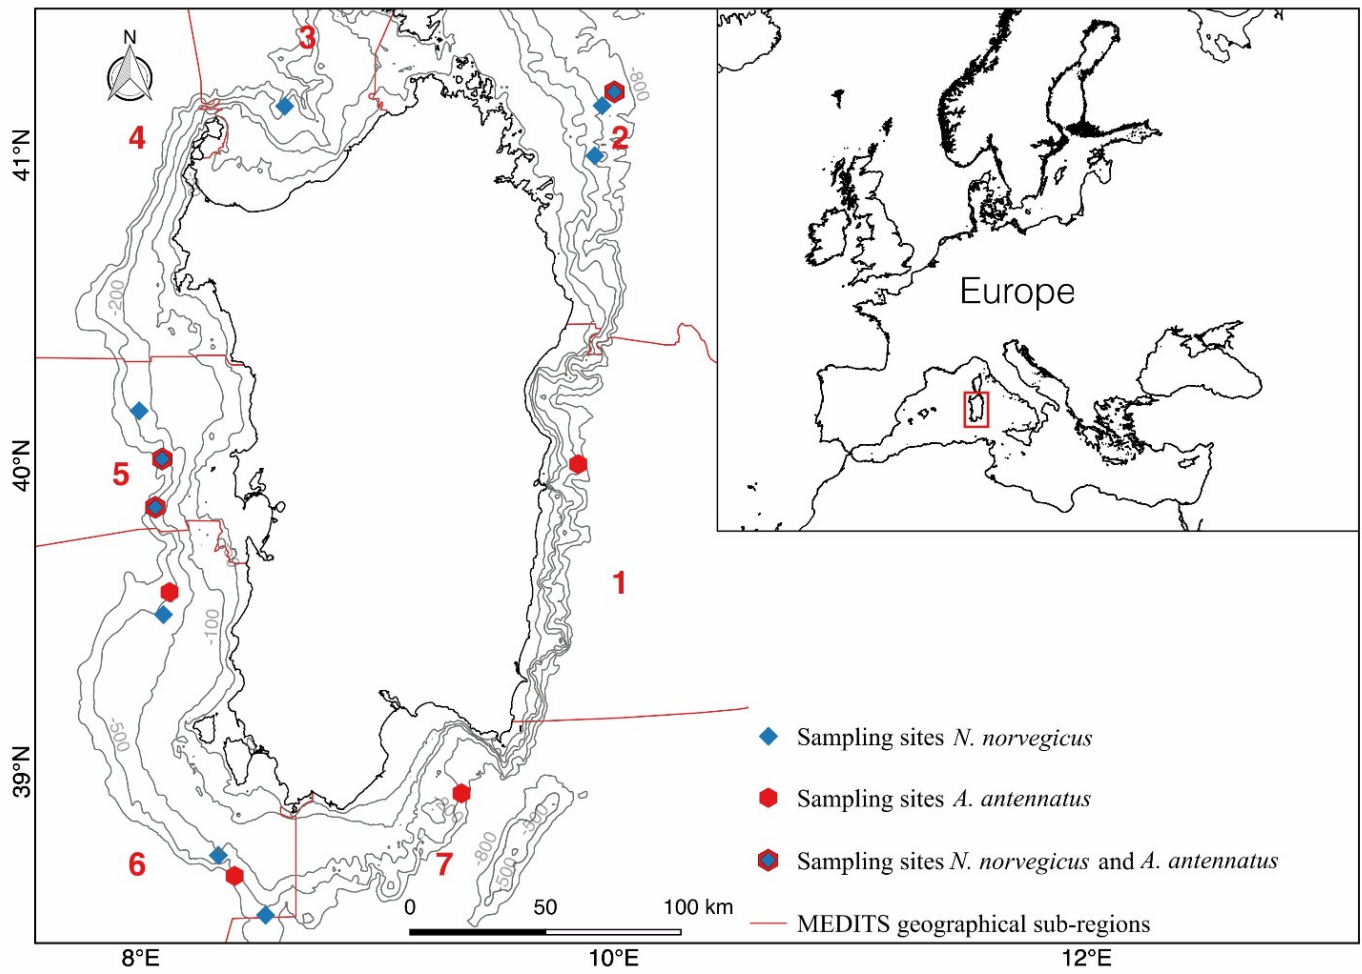 N
3
-800
4
2
41°N
-200
Europe
5
40°N
1
-100
-500
39°N
Sampling sites N. norvegicus
Sampling sites A. antennatus
-500
-800
-500
6
7
Sampling sites N. norvegicus and A. antennatus
0 50 100 km
MEDITS geographical sub-regions
8°E 10°E 12°E